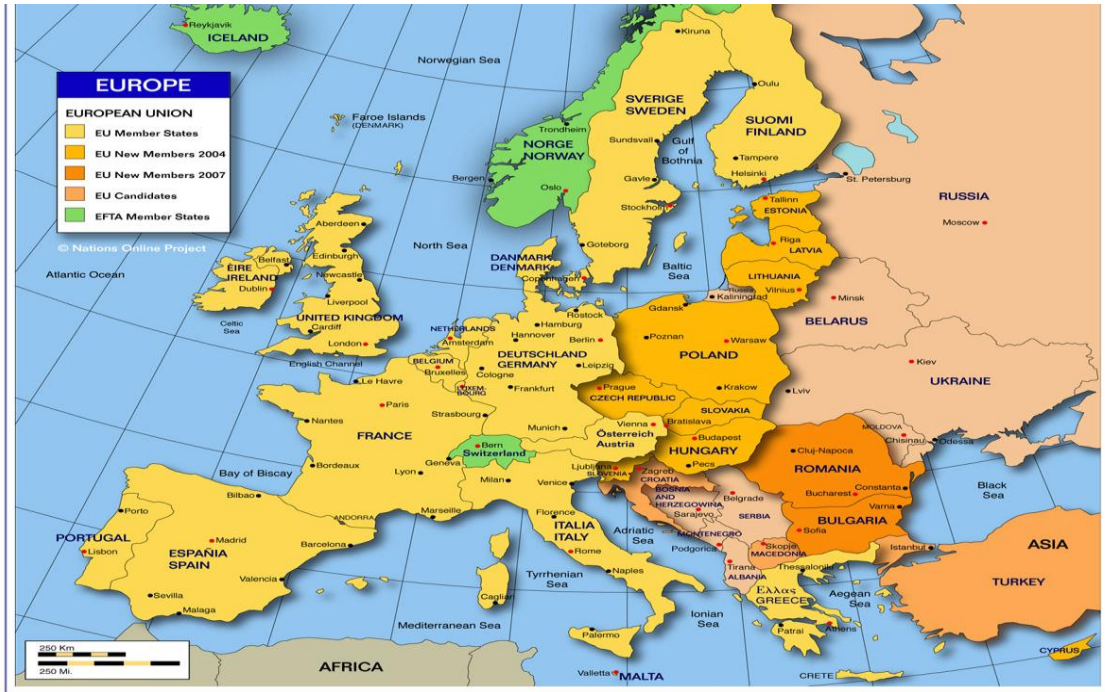 Reykjavik
ICELAND
Norwegian Sea
Kiruna
EUROPE
EUROPEAN UNION
EU Member States
EU New Members 2004
EU New Members 2007
EU Candidates
EFTA Member States
© Nations Online Project
Faroe Islands
(DENMARK)
Trondheim
NORGE
NORWAY
Bergen
Oslo
SVERIGE
SWEDEN
Sundsvall
Gavle
Stockholm
Goteborg
Gulf
of
Bothnia
Oulu
SUOMI
FINLAND
Tampere
Helsinki
St. Petersburg
RUSSIA
Moscow
Tallinn
ESTONIA
Riga
LATVIA
LITHUANIA
Vilnius
Russia
Kaliningrad
Minsk
BELARUS
Baltic
Sea
North Sea
Atlantic Ocean
Aberdeen
Edinburgh
Belfast
Newcastle
ÈIRE
IRELAND
Dublin
Liverpool
UNITED KINGDOM
Cardiff
London
Celtic
Sea
English Channel
DANMARK
DENMARK
Copenhagen
NETHERLANDS
Amsterdam
BELGIUM
Bruxelles
LUXEM-
BOURG
Rostock
Hamburg
Hannover
Berlin
DEUTSCHLAND
GERMANY
Leipzig
Cologne
Frankfurt
Munich
Gdansk
Poznan
Warsaw
POLAND
Krakow
Prague
CZECH REPUBLIC
SLOVAKIA
Bratislava
Vienna
Österreich
Austria
Budapest
HUNGARY
Pecs
Kiev
UKRAINE
Lviv
MOLDOVA
Chisinau
Odessa
Le Havre
Paris
Strasbourg
Nantes
FRANCE
Bern
Switzerland
Geneva
Lyon
Bordeaux
Bay of Biscay
Marseille
Milan
Venice
Florence
ITALIA
ITALY
Rome
Naples
Cagliari
Palermo
Ljubljana
SLOVENIA
Zagreb
CROATIA
BOSNIA
AND
HERZEGOWINA
Sarajevo
Belgrade
SERBIA
MONTENEGRO
Podgorica
Skopje
MACEDONIA
Tirana
ALBANIA
Cluj-Napoca
ROMANIA
Bucharest
Constanta
Varna
BULGARIA
Sofia
Black
Sea
Istanbul
ASIA
TURKEY
Thessaloniki
Ελλας
GREECE
Aegean
Sea
Patrai
Athens
CRETE
CYPRUS
Adriatic
Sea
Tyrrhenian
Sea
Ionian
Sea
Bilbao
ANDORRA
Barcelona
Porto
PORTUGAL
Lisbon
Madrid
ESPAÑIA
SPAIN
Valencia
Sevilla
Malaga
Mediterranean Sea
250 Km
250 Mi.
AFRICA
Valletta
MALTA